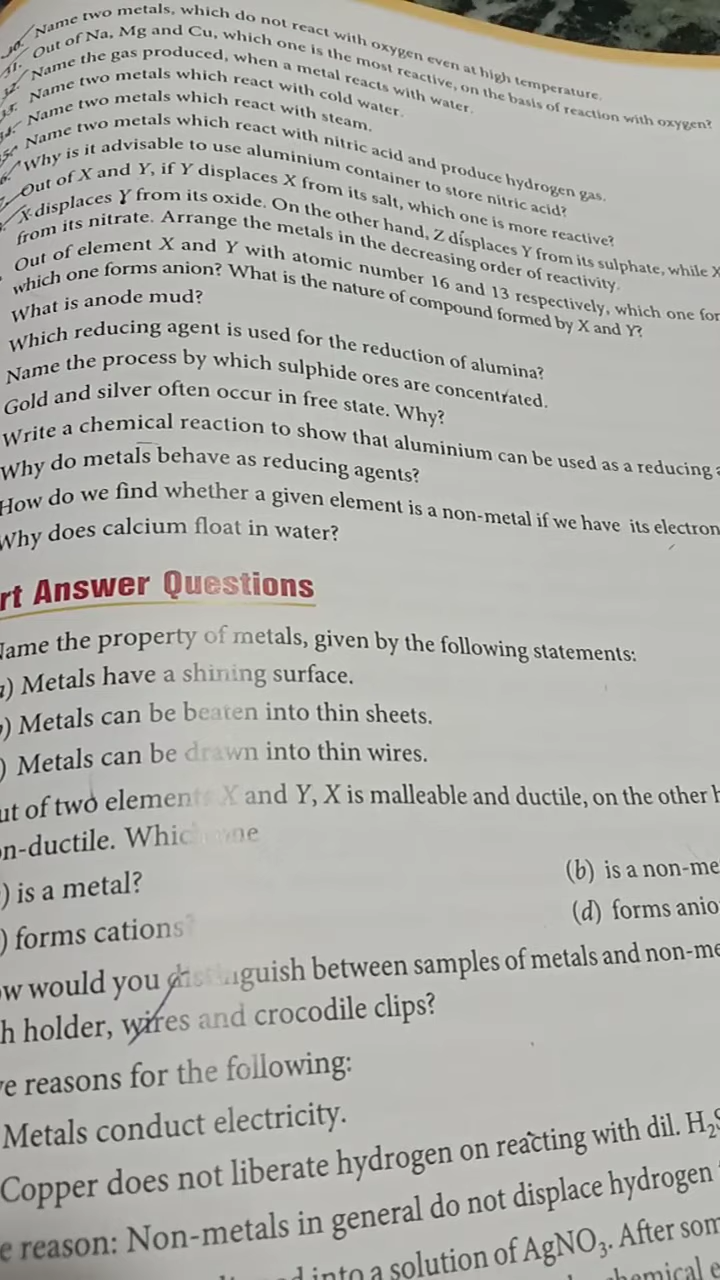 30. Name two metals, which do not react with oxygen even at high temperature.
31. Out of Na, Mg and Cu, which one is the most reactive, on the basis of reaction with oxygen?
32. Name the gas produced, when a metal reacts with water.
33. Name two metals which react with cold water.
34. Name two metals which react with steam.
Name two metals which react with nitric acid and produce hydrogen gas.
Why is it advisable to use aluminium container to store nitric acid?
Out of X and Y, if Y displaces X from its salt, which one is more reactive?
X displaces Y from its oxide. On the other hand, Z displaces Y from its sulphate, while X
from its nitrate. Arrange the metals in the decreasing order of reactivity.
Out of element X and Y with atomic number 16 and 13 respectively, which one for
which one forms anion? What is the nature of compound formed by X and Y?
What is anode mud?
Which reducing agent is used for the reduction of alumina?
Name the process by which sulphide ores are concentrated.
Gold and silver often occur in free state. Why?
Write a chemical reaction to show that aluminium can be used as a reducing a
Why do metals behave as reducing agents?
How do we find whether a given element is a non-metal if we have its electron
Why does calcium float in water?
rt Answer Questions
Name the property of metals, given by the following statements:
) Metals have a shining surface.
) Metals can be beaten into thin sheets.
) Metals can be drawn into thin wires.
ut of two elements X and Y, X is malleable and ductile, on the other h
n-ductile. Which one
) is a metal?
(b) is a non-me
) forms cations?
(d) forms anio
ow would you distinguish between samples of metals and non-me
h holder, wires and crocodile clips?
e reasons for the following:
Metals conduct electricity.
Copper does not liberate hydrogen on reacting with dil. H₂S
e reason: Non-metals in general do not displace hydrogen
into a solution of AgNO₃. After som
hemical e